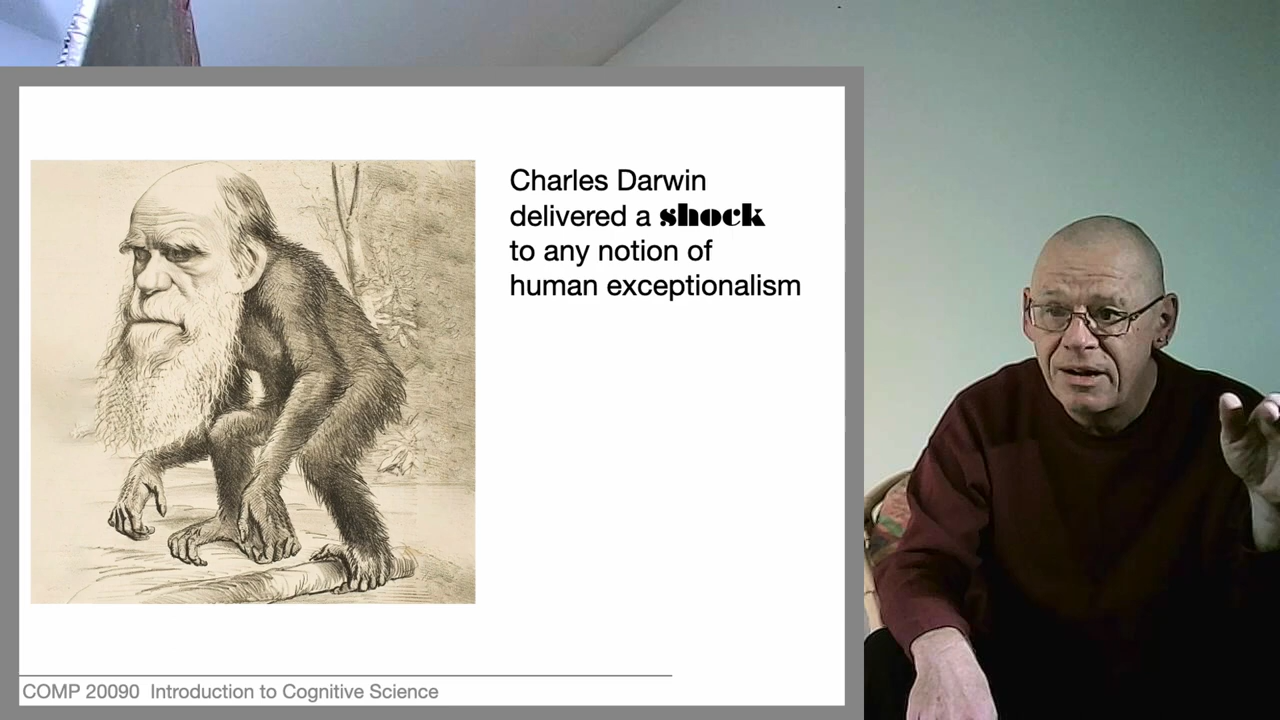 Charles Darwin
delivered a shock
to any notion of
human exceptionalism
COMP 20090 Introduction to Cognitive Science